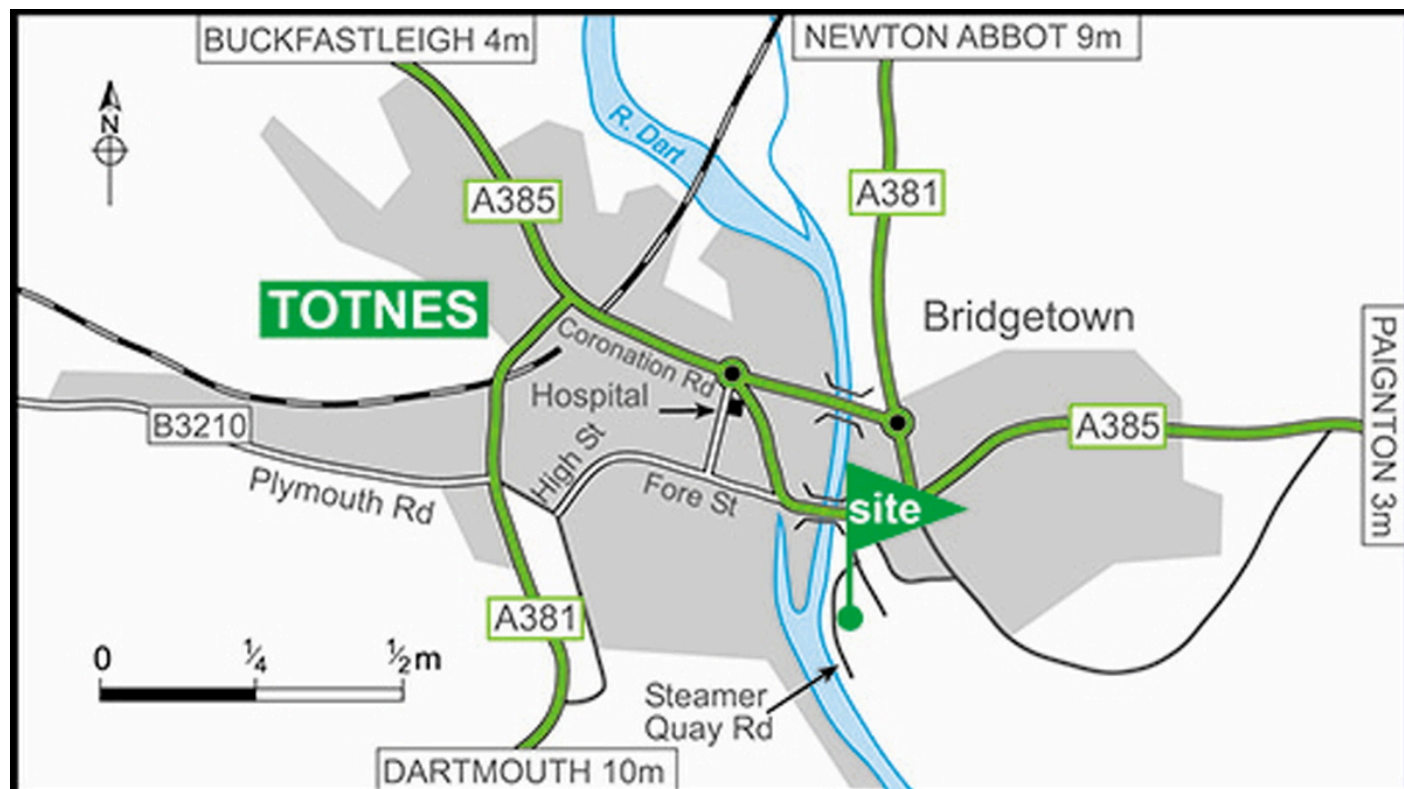 BUCKFASTLEIGH 4m
NEWTON ABBOT 9m
N
R. Dart
A385
A381
TOTNES
Bridgetown
PAIGNTON 3m
Coronation Rd
Hospital
B3210
A385
High St
Plymouth Rd
Fore St
site
A381
0 ¼ ½m
Steamer
Quay Rd
DARTMOUTH 10m